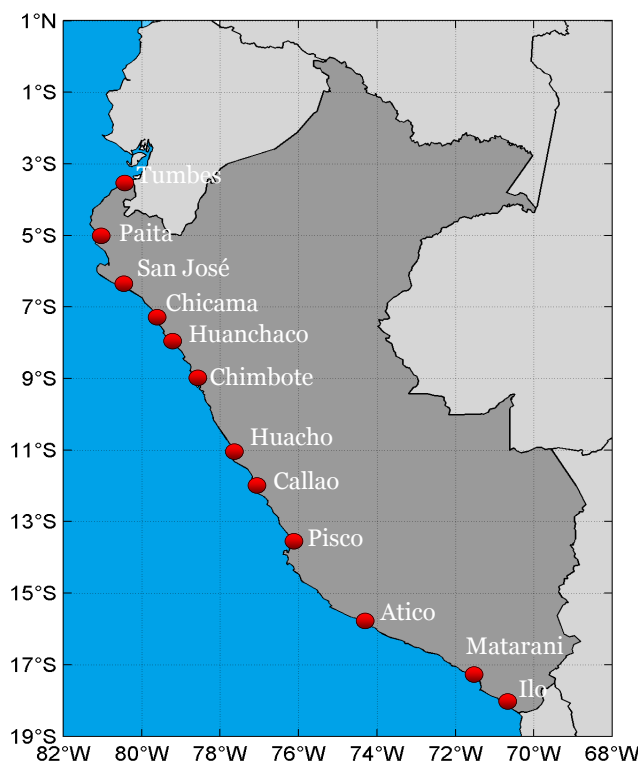 1°N
1°S
3°S
Tumbes
Paita
5°S
San José
7°S
Chicama
Huanchaco
9°S
Chimbote
11°S
Huacho
Callao
13°S
Pisco
15°S
Atico
Matarani
17°S
Ilo
19°S
82°W 80°W 78°W 76°W 74°W 72°W 70°W 68°W